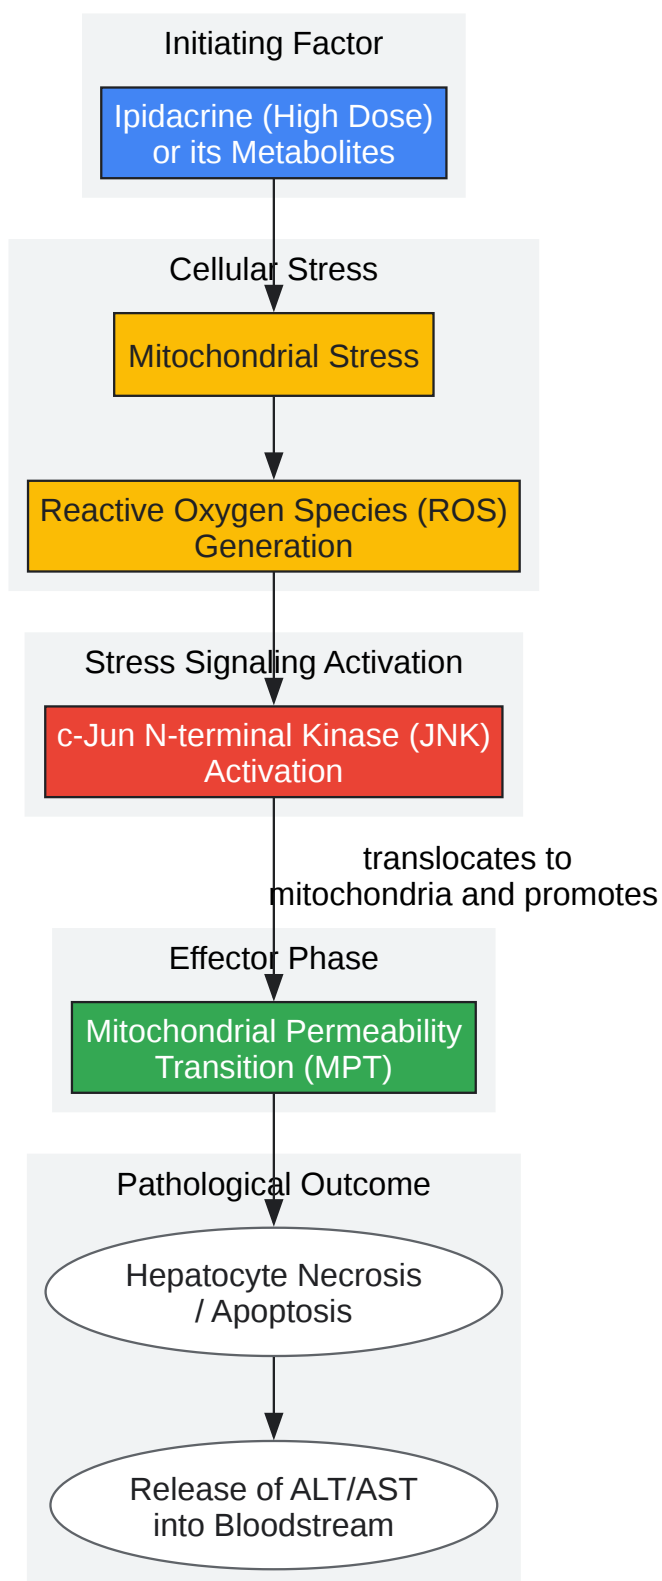 Initiating Factor
Ipidacrine (High Dose)
or its Metabolites
Cellular Stress
Mitochondrial Stress
Reactive Oxygen Species (ROS)
Generation
Stress Signaling Activation
c-Jun N-terminal Kinase (JNK)
Activation
translocates to
mitochondria and promotes
Effector Phase
Mitochondrial Permeability
Transition (MPT)
Pathological Outcome
Hepatocyte Necrosis
/ Apoptosis
Release of ALT/AST
into Bloodstream